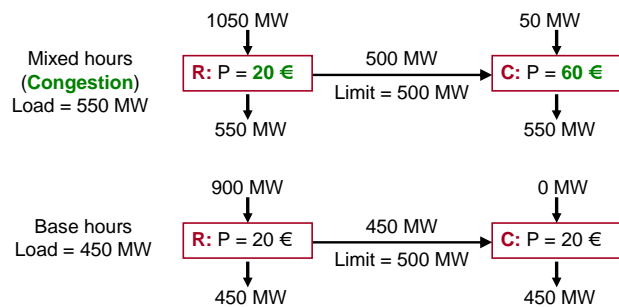 1050 MW
50 MW
Mixed hours
(Congestion)
Load = 550 MW
R: P = 20 €
500 MW
Limit = 500 MW
C: P = 60 €
550 MW
550 MW
900 MW
0 MW
Base hours
Load = 450 MW
R: P = 20 €
450 MW
Limit = 500 MW
C: P = 20 €
450 MW
450 MW